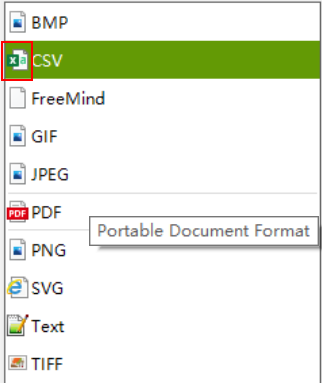 BMP
CSV
FreeMind
GIF
JPEG
PDF
Portable Document Format
PNG
SVG
Text
TIFF